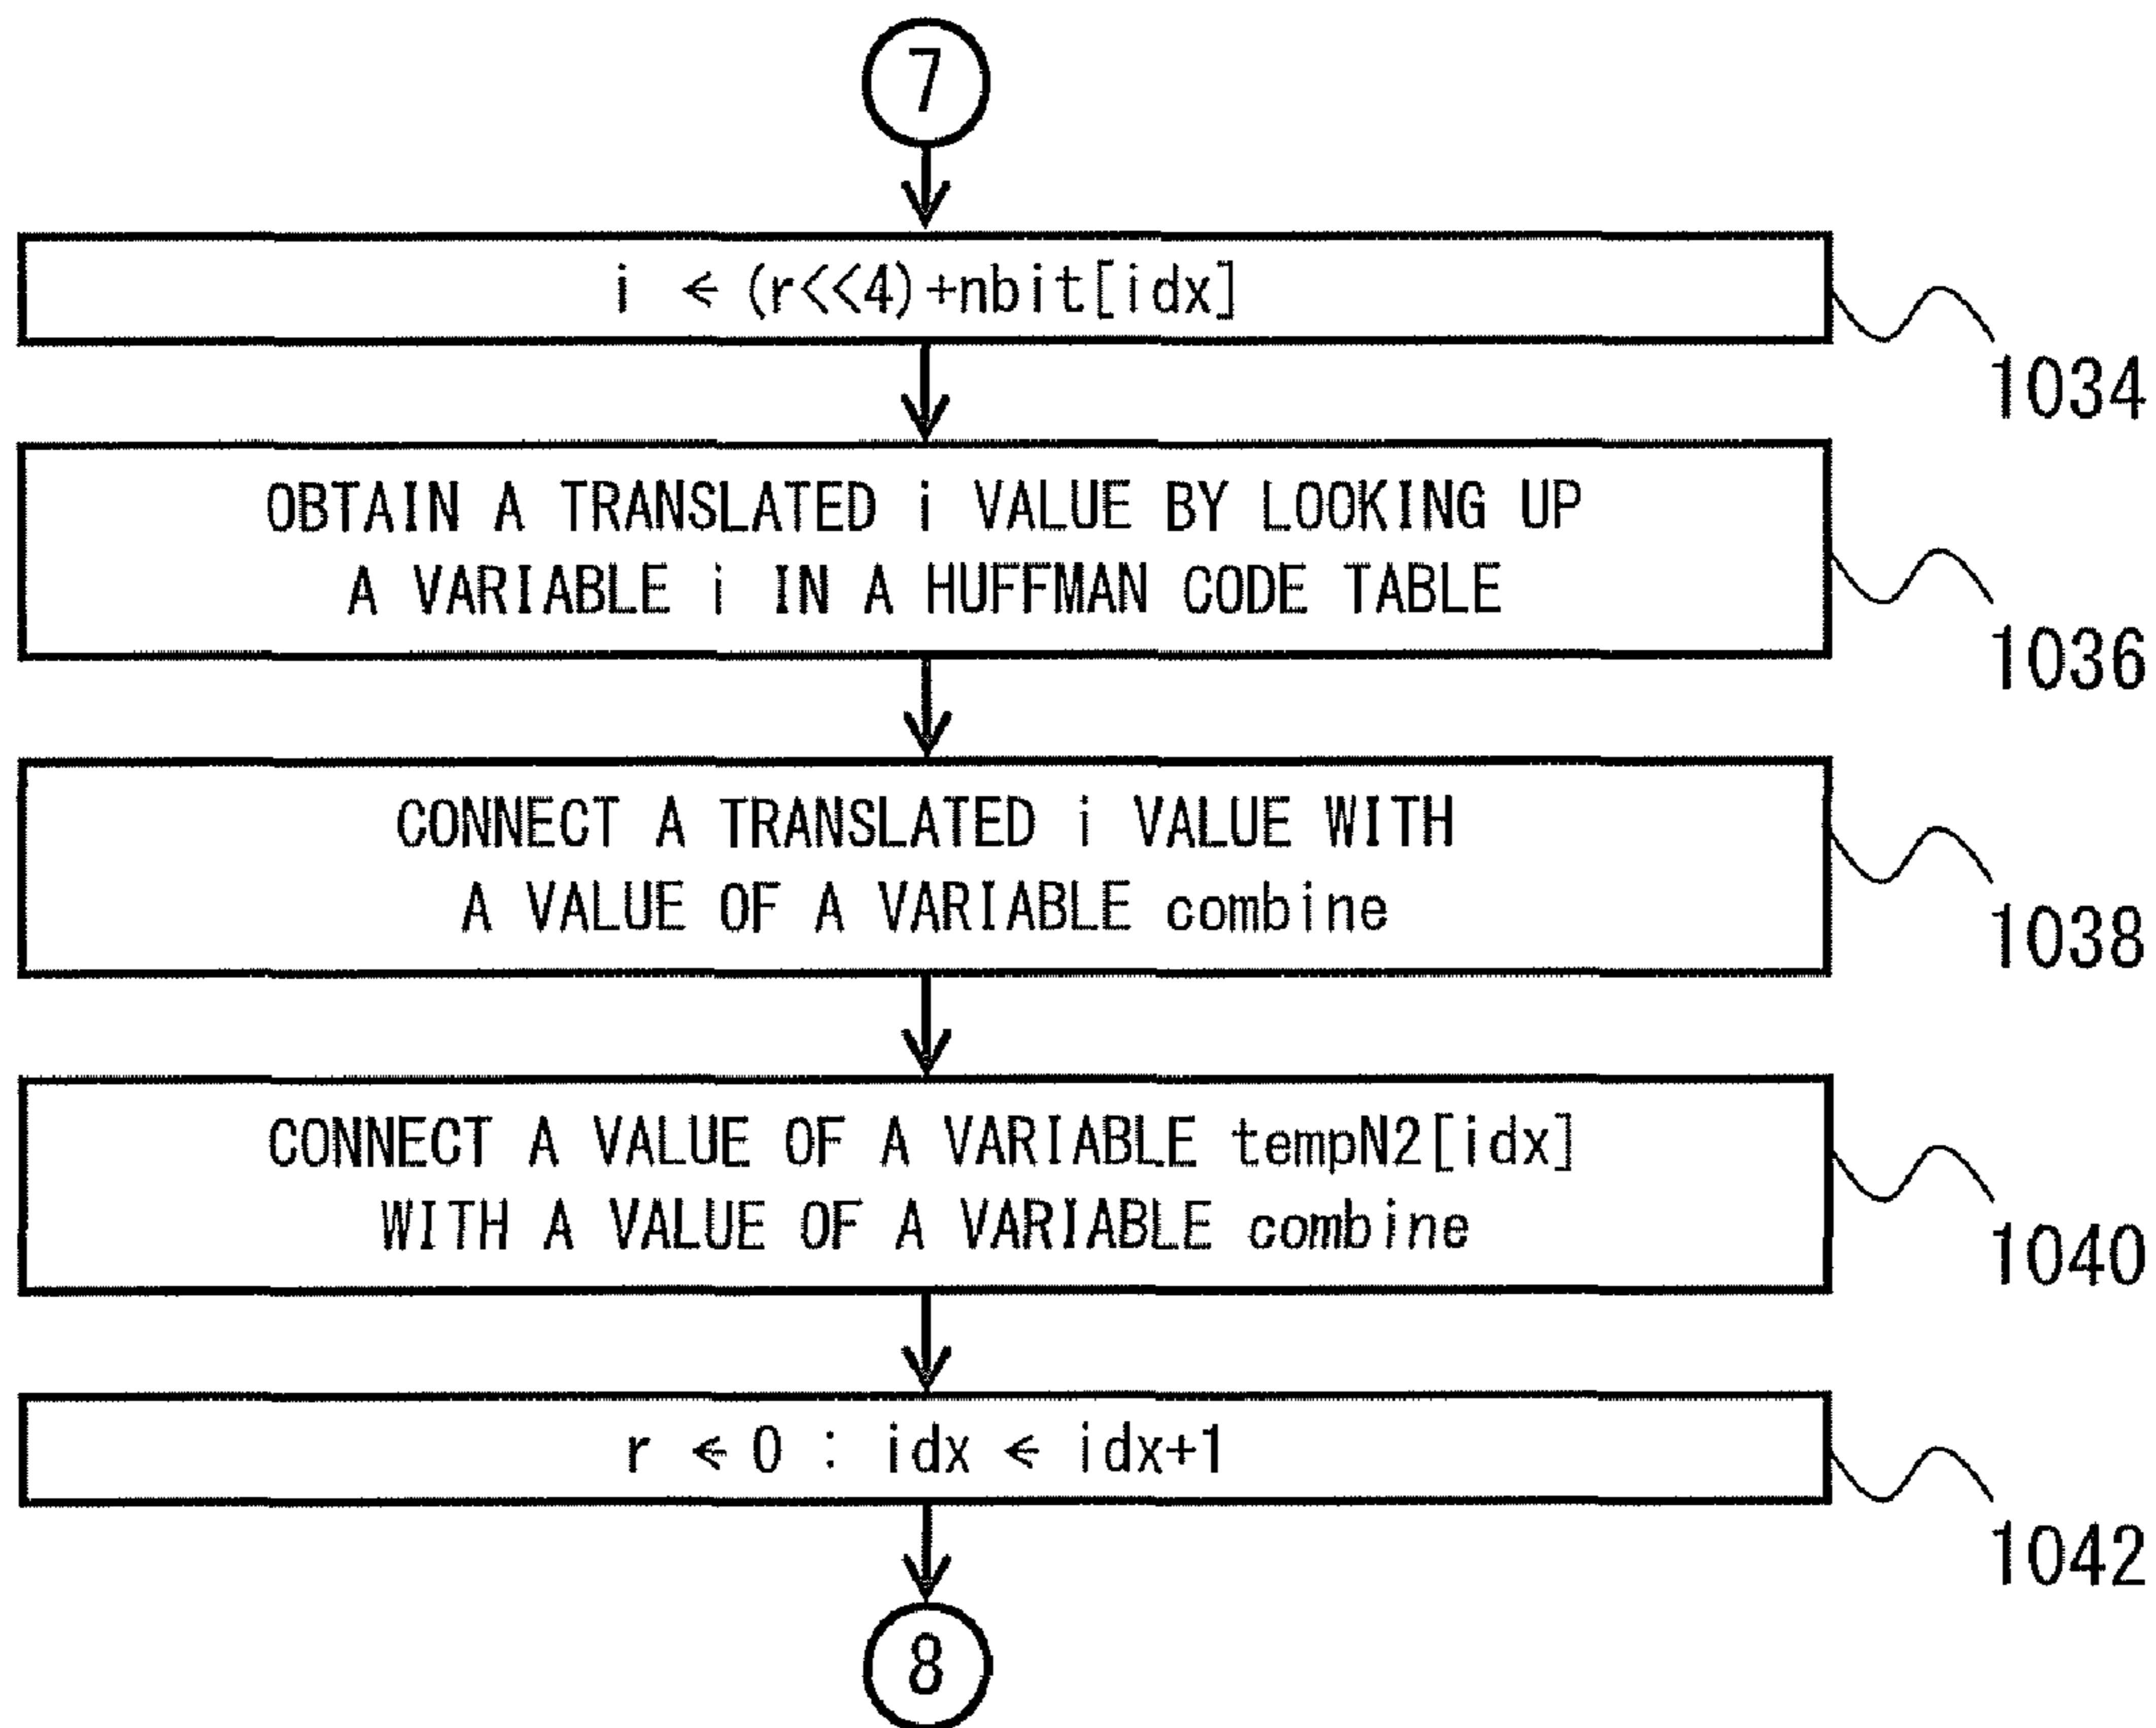 7
i ← (r<<4)+nbit[idx]
1034
OBTAIN A TRANSLATED i VALUE BY LOOKING UP
A VARIABLE i IN A HUFFMAN CODE TABLE
1036
CONNECT A TRANSLATED i VALUE WITH
A VALUE OF A VARIABLE combine
1038
CONNECT A VALUE OF A VARIABLE tempN2[idx]
WITH A VALUE OF A VARIABLE combine
1040
r ← 0 : idx ← idx+1
1042
8